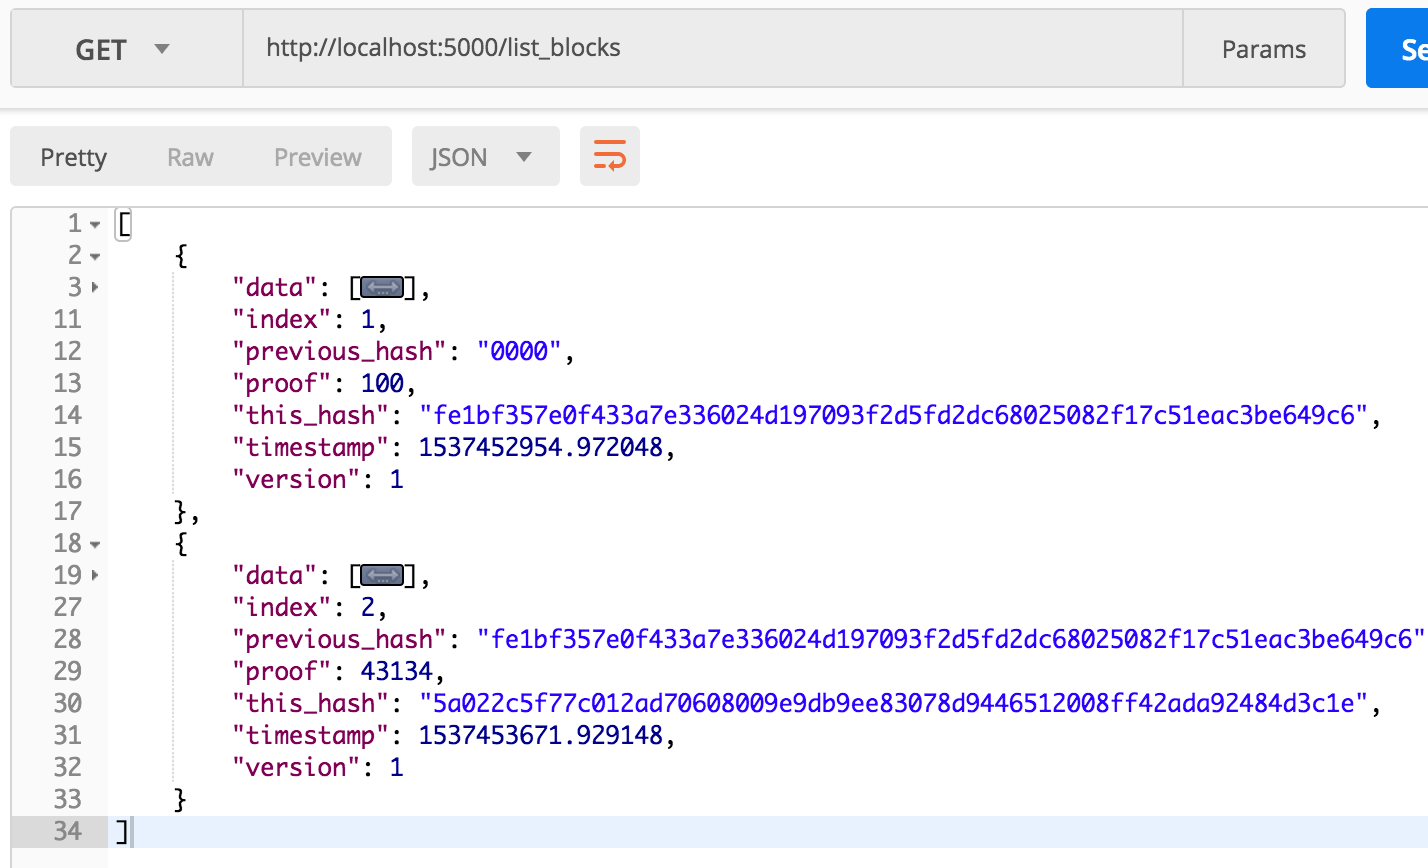 GET http://localhost:5000/list_blocks Params
Pretty Raw Preview JSON
1 [
2 {
3 "data": [...],
11 "index": 1,
12 "previous_hash": "0000",
13 "proof": 100,
14 "this_hash": "fe1bf357e0f433a7e336024d197093f2d5fd2dc68025082f17c51eac3be649c6",
15 "timestamp": 1537452954.972048,
16 "version": 1
17 },
18 {
19 "data": [...],
27 "index": 2,
28 "previous_hash": "fe1bf357e0f433a7e336024d197093f2d5fd2dc68025082f17c51eac3be649c6"
29 "proof": 43134,
30 "this_hash": "5a022c5f77c012ad70608009e9db9ee83078d9446512008ff42ada92484d3c1e",
31 "timestamp": 1537453671.929148,
32 "version": 1
33 }
34 ]